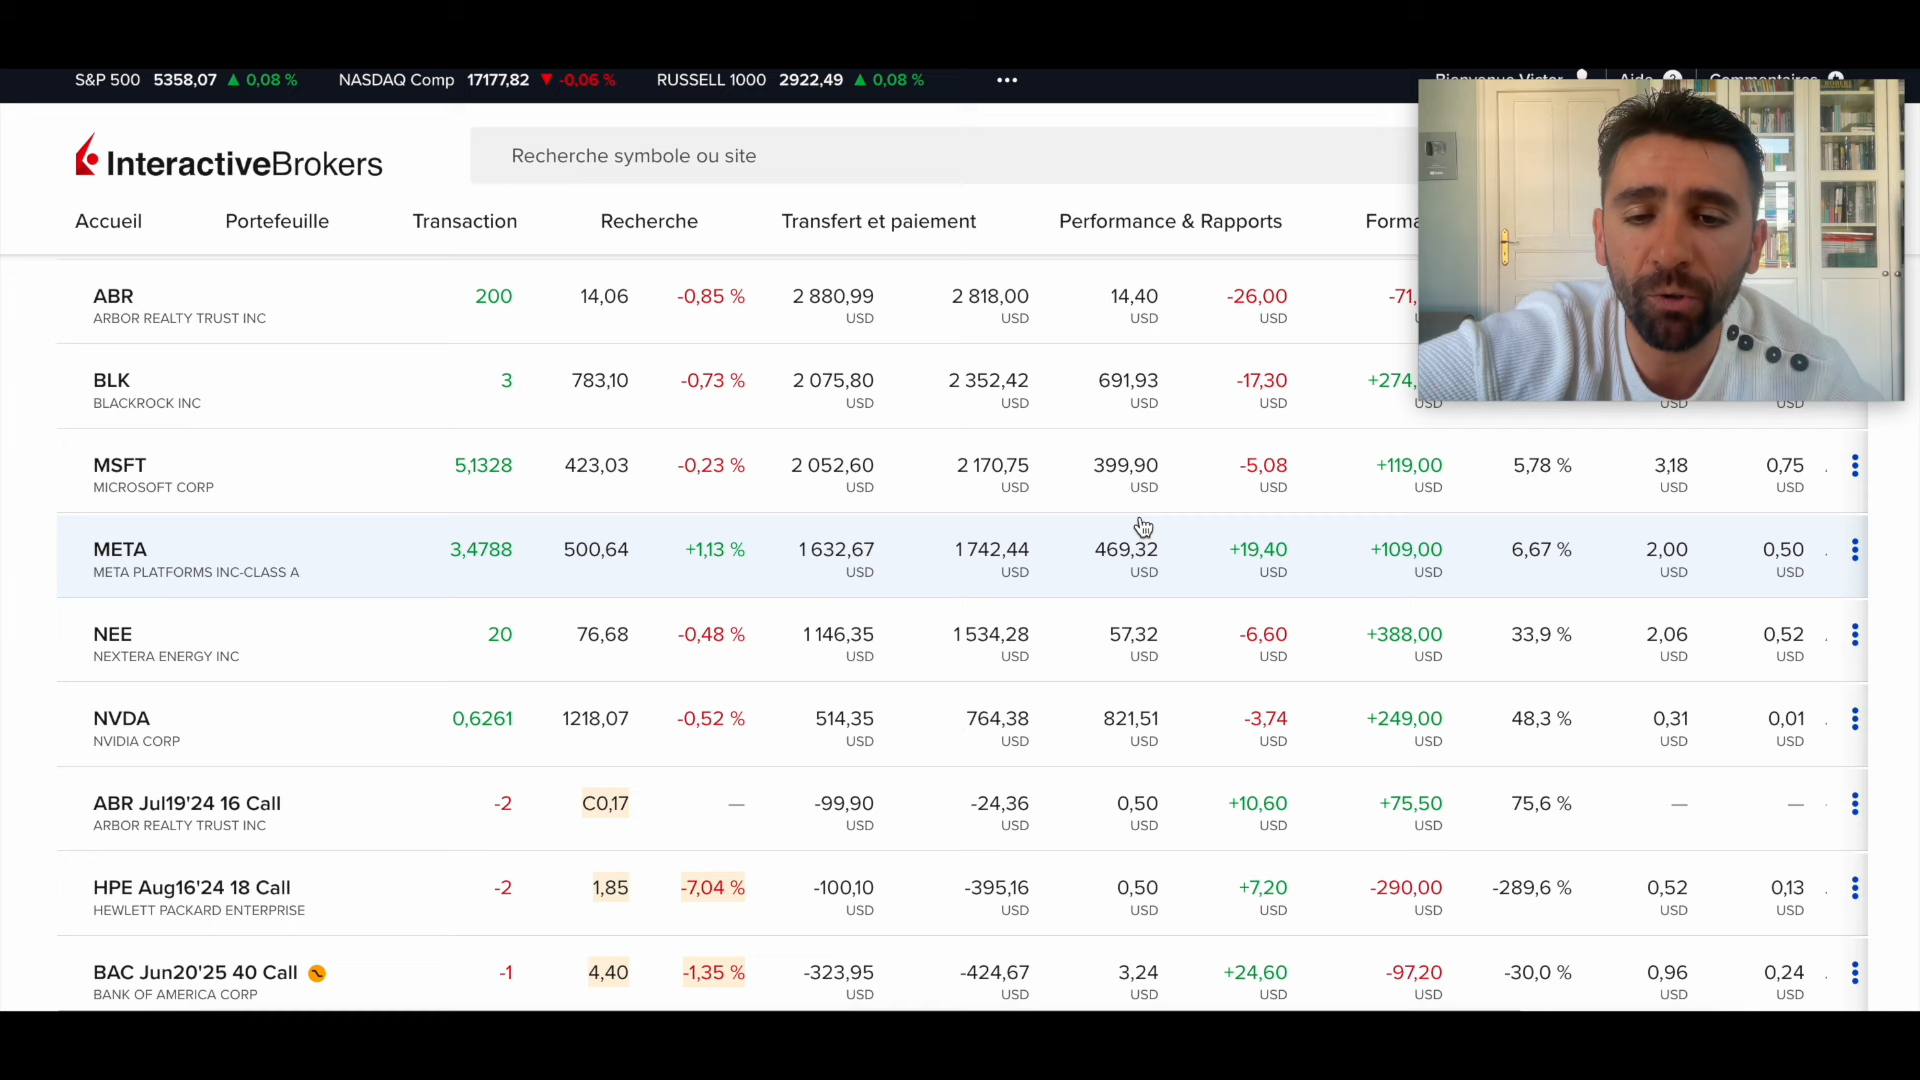 S&P 500 5358,07 ▲ 0,08 % NASDAQ Comp 17177,82 ▼ -0,06 % RUSSELL 1000 2922,49 ▲ 0,08 % •••
InteractiveBrokers
Recherche symbole ou site
Accueil Portefeuille Transaction Recherche Transfert et paiement Performance & Rapports Forma
ABR 200 14,06 -0,85 % 2 880,99 2 818,00 14,40 -26,00 -71,
ARBOR REALTY TRUST INC USD USD USD USD
BLK 3 783,10 -0,73 % 2 075,80 2 352,42 691,93 -17,30 +274,
BLACKROCK INC USD USD USD USD USD USD USD
MSFT 5,1328 423,03 -0,23 % 2 052,60 2 170,75 399,90 -5,08 +119,00 5,78 % 3,18 0,75
MICROSOFT CORP USD USD USD USD USD USD USD
META 3,4788 500,64 +1,13 % 1 632,67 1 742,44 469,32 +19,40 +109,00 6,67 % 2,00 0,50
META PLATFORMS INC-CLASS A USD USD USD USD USD USD USD
NEE 20 76,68 -0,48 % 1 146,35 1 534,28 57,32 -6,60 +388,00 33,9 % 2,06 0,52
NEXTERA ENERGY INC USD USD USD USD USD USD USD
NVDA 0,6261 1218,07 -0,52 % 514,35 764,38 821,51 -3,74 +249,00 48,3 % 0,31 0,01
NVIDIA CORP USD USD USD USD USD USD USD
ABR Jul19'24 16 Call -2 C0,17 — -99,90 -24,36 0,50 +10,60 +75,50 75,6 % — —
ARBOR REALTY TRUST INC USD USD USD USD USD
HPE Aug16'24 18 Call -2 1,85 -7,04 % -100,10 -395,16 0,50 +7,20 -290,00 -289,6 % 0,52 0,13
HEWLETT PACKARD ENTERPRISE USD USD USD USD USD USD USD
BAC Jun20'25 40 Call -1 4,40 -1,35 % -323,95 -424,67 3,24 +24,60 -97,20 -30,0 % 0,96 0,24
BANK OF AMERICA CORP USD USD USD USD USD USD USD